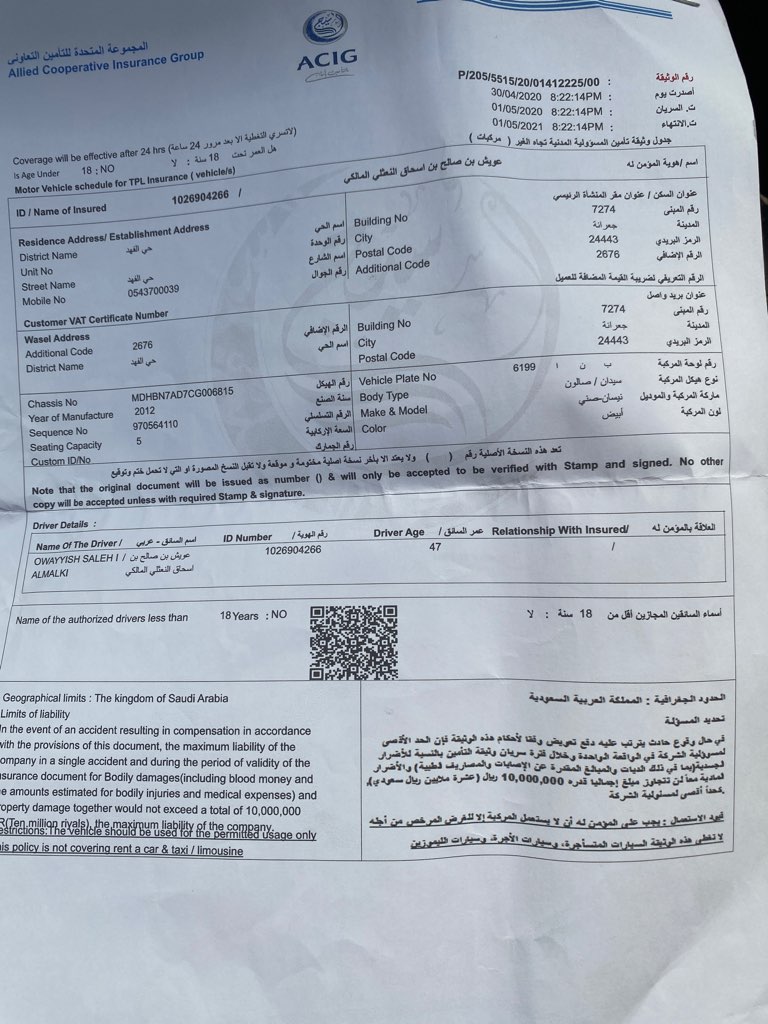 المجموعة المتحدة للتأمين التعاونى
Allied Cooperative Insurance Group
ACIG
P/205/5515/20/01412225/00 : رقم الوثيقة
30/04/2020 8:22:14PM : أصدرت يوم
01/05/2020 8:22:14PM : ت. السريان
01/05/2021 8:22:14PM : ت.الانتهاء
جدول وثيقة تأمين المسؤولية المدنية تجاه الغير ( مركبات )
Coverage will be effective after 24 hrs (لاتسري التغطية الا بعد مرور 24 ساعة)
Is Age Under 18 : NO هل العمر تحت 18 سنة : لا
Motor Vehicle schedule for TPL Insurance ( vehicle/s)
ID / Name of Insured 1026904266 / عويش بن صالح بن اسحاق النعثلي المالكي اسم /هوية المؤمن له
Residence Address/ Establishment Address عنوان السكن / عنوان مقر المنشاة الرئيسي
District Name حي الفهد اسم الحي Building No 7274 رقم المبنى
Unit No رقم الوحدة City جعرانة المدينة
Street Name حي الفهد اسم الشارع Postal Code 24443 الرمز البريدي
Mobile No 0543700039 رقم الجوال Additional Code 2676 الرقم الإضافي
Customer VAT Certificate Number الرقم التعريفي لضريبة القيمة المضافة للعميل
Wasel Address عنوان بريد واصل
Additional Code 2676 الرقم الإضافي Building No 7274 رقم المبنى
District Name حي الفهد اسم الحي City جعرانة المدينة
Postal Code 24443 الرمز البريدي
Chassis No MDHBN7AD7CG006815 رقم الهيكل Vehicle Plate No 6199 ا ن ب رقم لوحة المركبة
Year of Manufacture 2012 سنة الصنع Body Type سيدان / صالون نوع هيكل المركبة
Sequence No 970564110 الرقم التسلسلي Make & Model نيسان-صني ماركة المركبة والموديل
Seating Capacity 5 السعة الإركابية Color أبيض لون المركبة
Custom ID/No رقم الجمارك
تعد هذه النسخة الأصلية رقم ( ) ولا يعتد الا بأخر نسخة اصلية مختومة و موقعة ولا تقبل النسخ المصورة او التي لا تحمل ختم وتوقيع
Note that the original document will be issued as number () & will only be accepted to be verified with Stamp and signed. No other
copy will be accepted unless with required Stamp & signature.
Driver Details :
Name Of The Driver / اسم السائق - عربي ID Number / رقم الهوية Driver Age / عمر السائق Relationship With Insured/ العلاقة بالمؤمن له
OWAYYISH SALEH I / عويش بن صالح بن 1026904266 47 /
ALMALKI اسحاق النعثلي المالكي
Name of the authorized drivers less than 18Years : NO أسماء السائقين المجازين أقل من 18 سنة : لا
Geographical limits : The kingdom of Saudi Arabia
Limits of liability
In the event of an accident resulting in compensation in accordance
with the provisions of this document, the maximum liability of the
ompany in a single accident and during the period of validity of the
surance document for Bodily damages(including blood money and
e amounts estimated for bodily injuries and medical expenses) and
operty damage together would not exceed a total of 10,000,000
R(Ten million riyals), the maximum liability of the company.
estrictions:The vehicle should be used for the permitted usage only
is policy is not covering rent a car & taxi / limousine
الحدود الجغرافية : المملكة العربية السعودية
تحديد المسؤلة
في حال وقوع حادث يترتب عليه دفع تعويض وفقا لأحكام هذه الوثيقة فإن الحد الأقصى
لمسؤولية الشركة في الواقعة الواحدة وخلال فترة سريان وثيقة التأمين بالنسبة للأضرار
الجسدية(بما في ذلك الديات والمبالغ المقدرة عن الإصابات والمصاريف الطبية) والأضرار
المادية معا لن تتجاوز مبلغ إجماليا قدره 10,000,000 ريال (عشرة ملايين ريال سعودي),
كحدا أقصى لمسئولية الشركة.
قيود الاستعمال : يجب على المؤمن له أن لا يستعمل المركبة إلا للغرض المرخص من أجله
لا تغطي هذه الوثيقة السيارات المتسأجرة، وسيارات الأجرة، وسيارات الليموزين